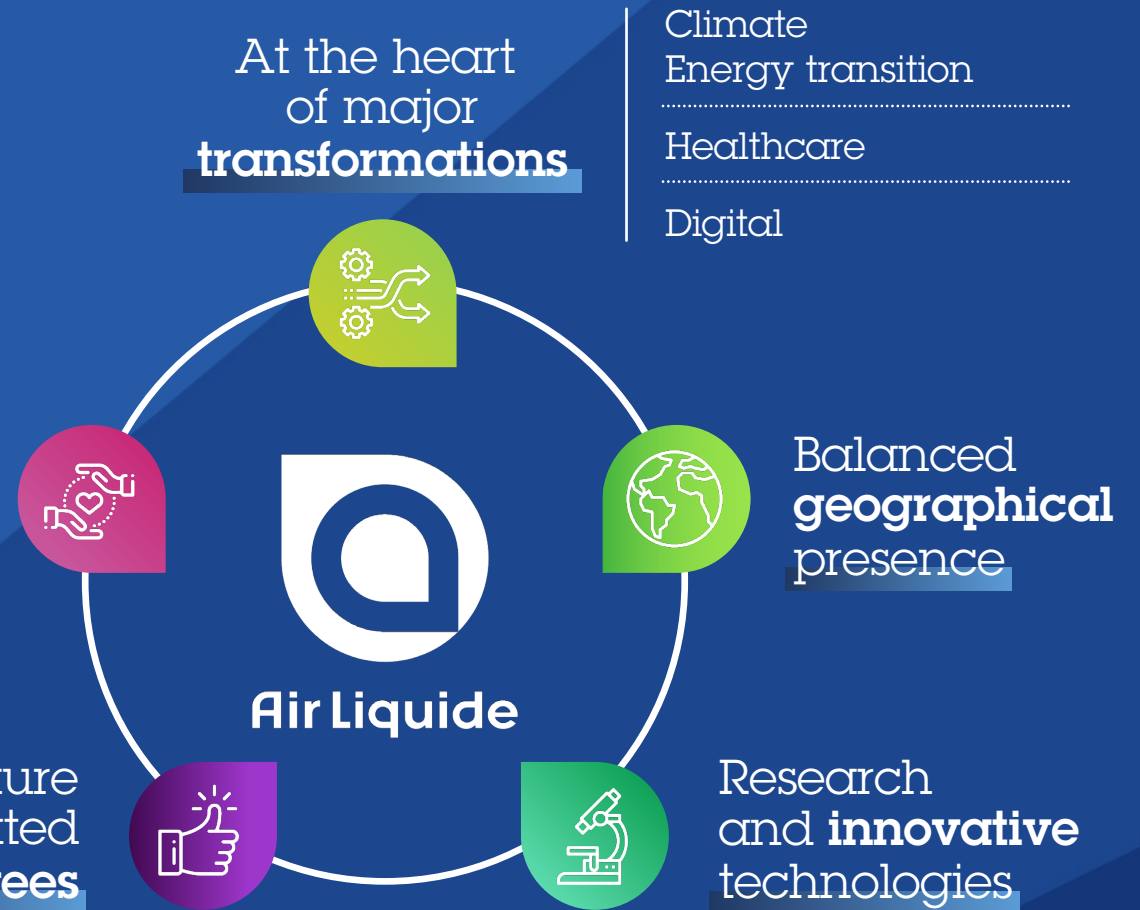 At the heart
of major
transformations
Climate
Energy transition
Healthcare
Digital
Balanced
geographical
presence
Air Liquide
Research
and innovative
technologies